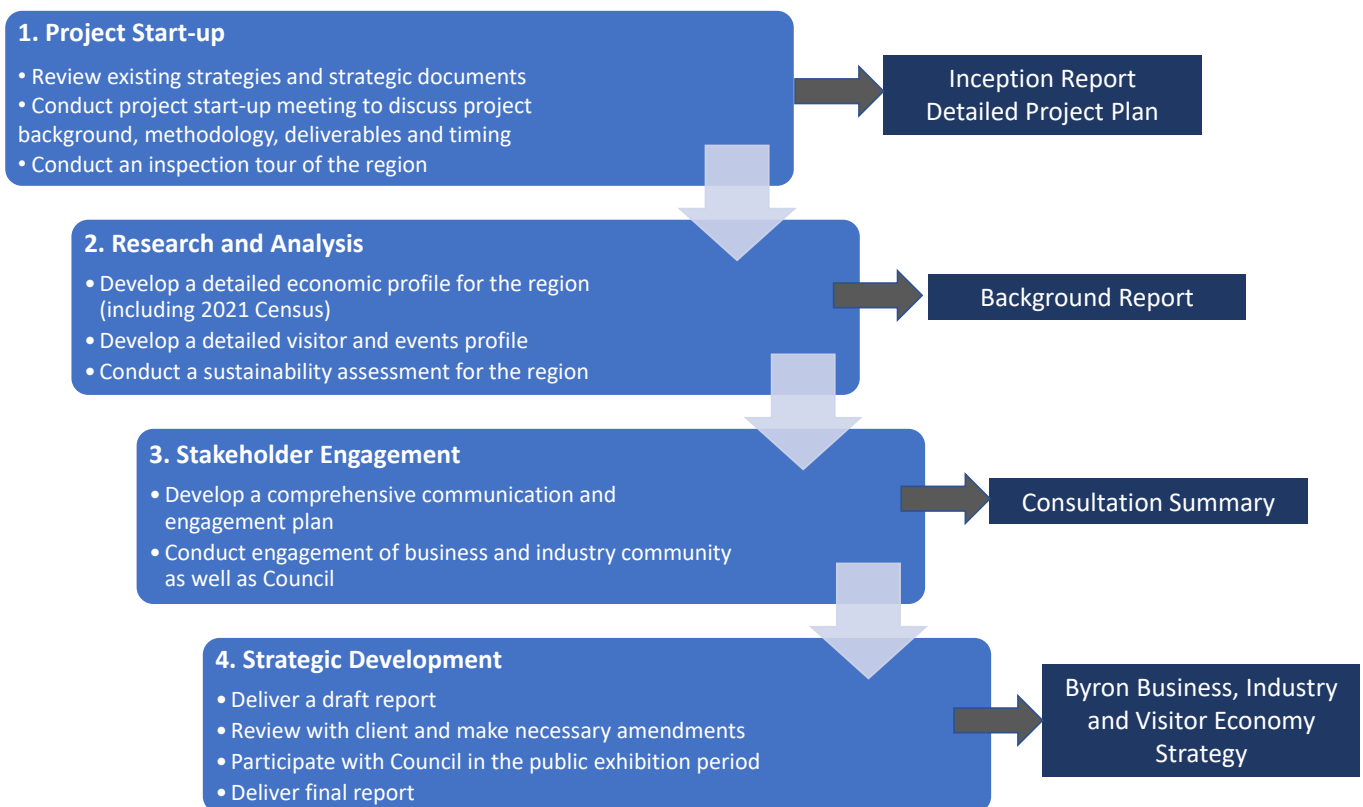 1. Project Start-up
• Review existing strategies and strategic documents
• Conduct project start-up meeting to discuss project
background, methodology, deliverables and timing
• Conduct an inspection tour of the region
Inception Report
Detailed Project Plan
2. Research and Analysis
• Develop a detailed economic profile for the region
(including 2021 Census)
• Develop a detailed visitor and events profile
• Conduct a sustainability assessment for the region
Background Report
3. Stakeholder Engagement
• Develop a comprehensive communication and
engagement plan
• Conduct engagement of business and industry community
as well as Council
Consultation Summary
4. Strategic Development
• Deliver a draft report
• Review with client and make necessary amendments
• Participate with Council in the public exhibition period
• Deliver final report
Byron Business, Industry
and Visitor Economy
Strategy